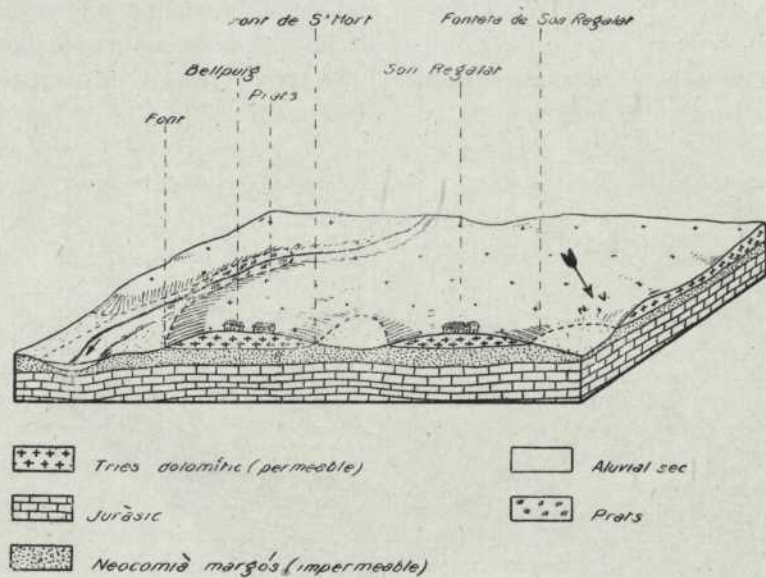 ont de S' Mort
Fonteta de Son Regalat
Bellpuig
Son Regalat
Prats
Font
N. V.
Tries dolomític (permeable)
Aluvial sec
Juràsic
Prats
Neocomià margós (impermeable)